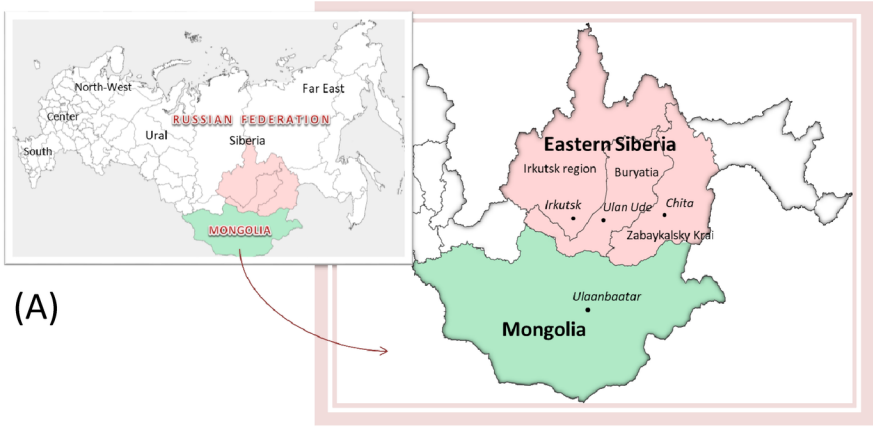 North-West
Far East
Center
RUSSIAN FEDERATION
Ural
Siberia
South
MONGOLIA
(A)
Eastern Siberia
Irkutsk region
Buryatia
Irkutsk
Ulan Ude
Chita
Zabaykalsky Krai
Ulaanbaatar
Mongolia